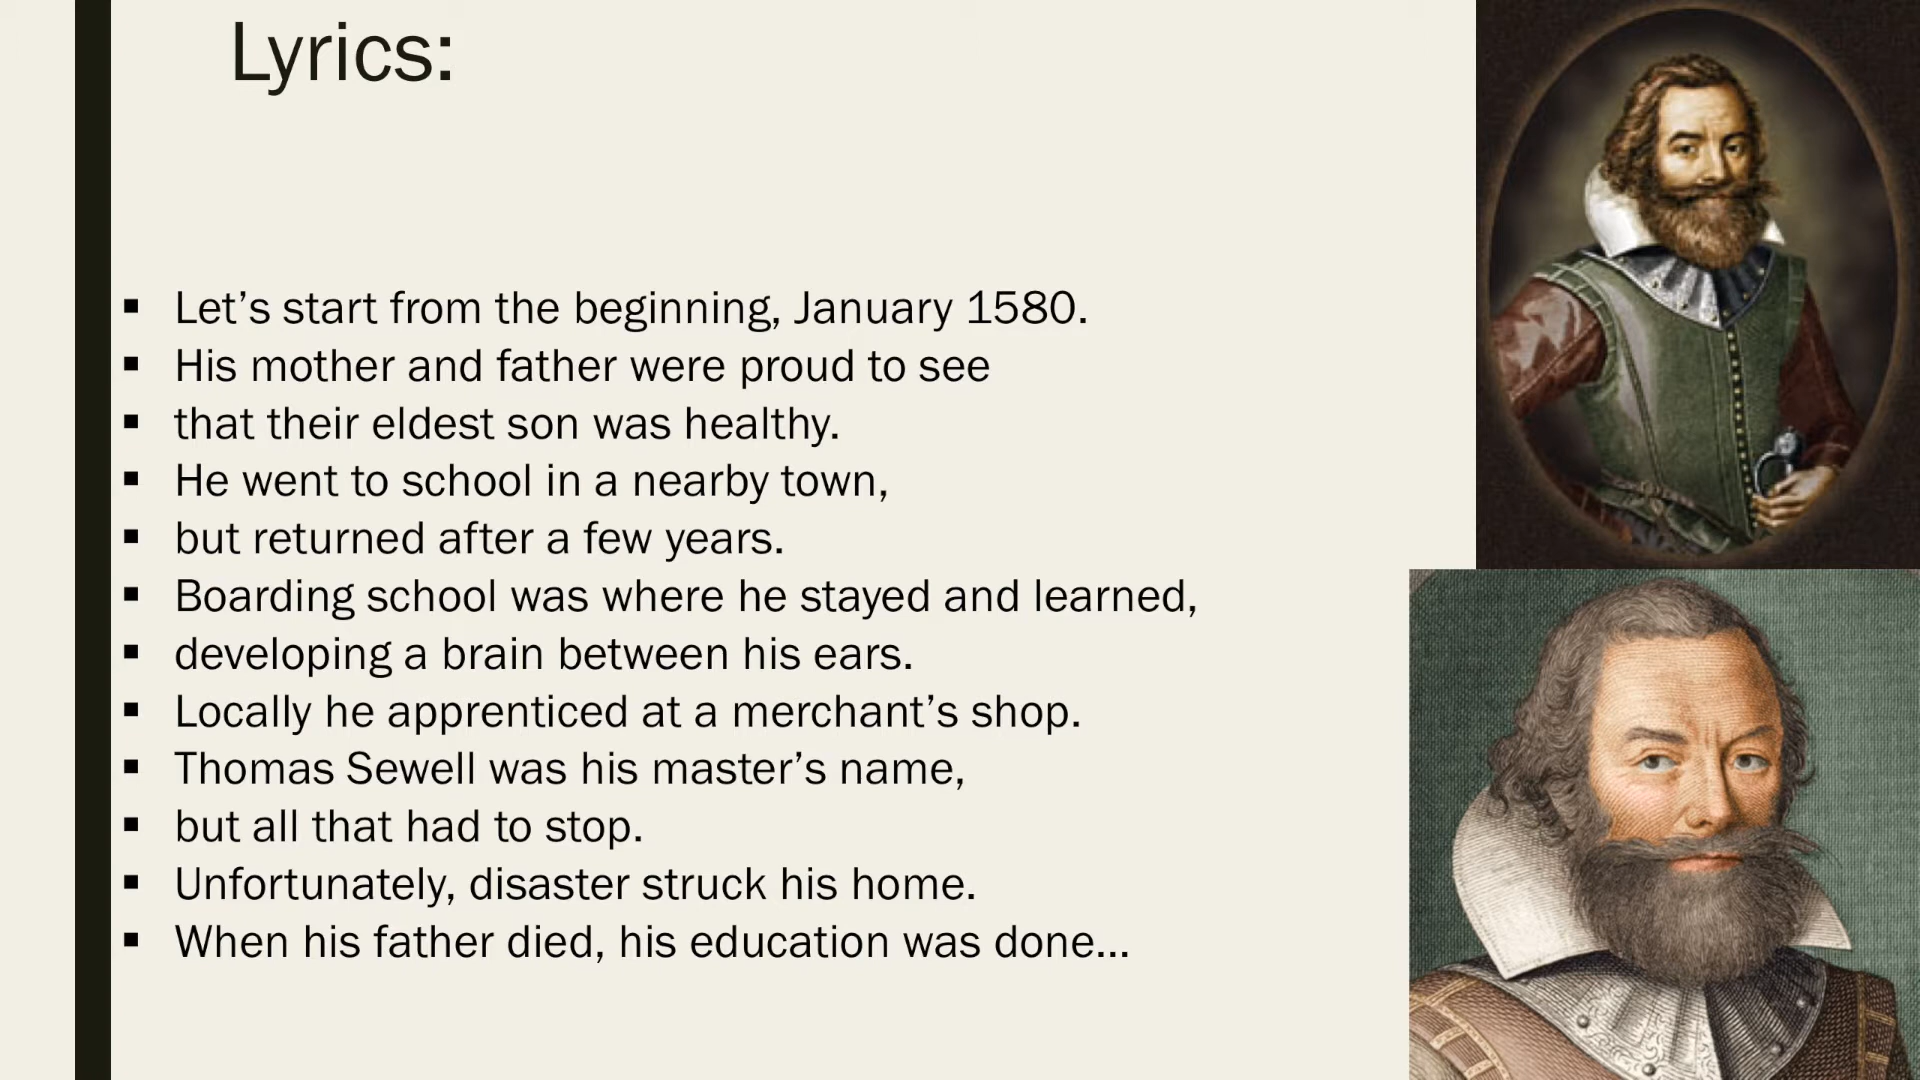 Lyrics:
▪ Let’s start from the beginning, January 1580.
▪ His mother and father were proud to see
▪ that their eldest son was healthy.
▪ He went to school in a nearby town,
▪ but returned after a few years.
▪ Boarding school was where he stayed and learned,
▪ developing a brain between his ears.
▪ Locally he apprenticed at a merchant’s shop.
▪ Thomas Sewell was his master’s name,
▪ but all that had to stop.
▪ Unfortunately, disaster struck his home.
▪ When his father died, his education was done...